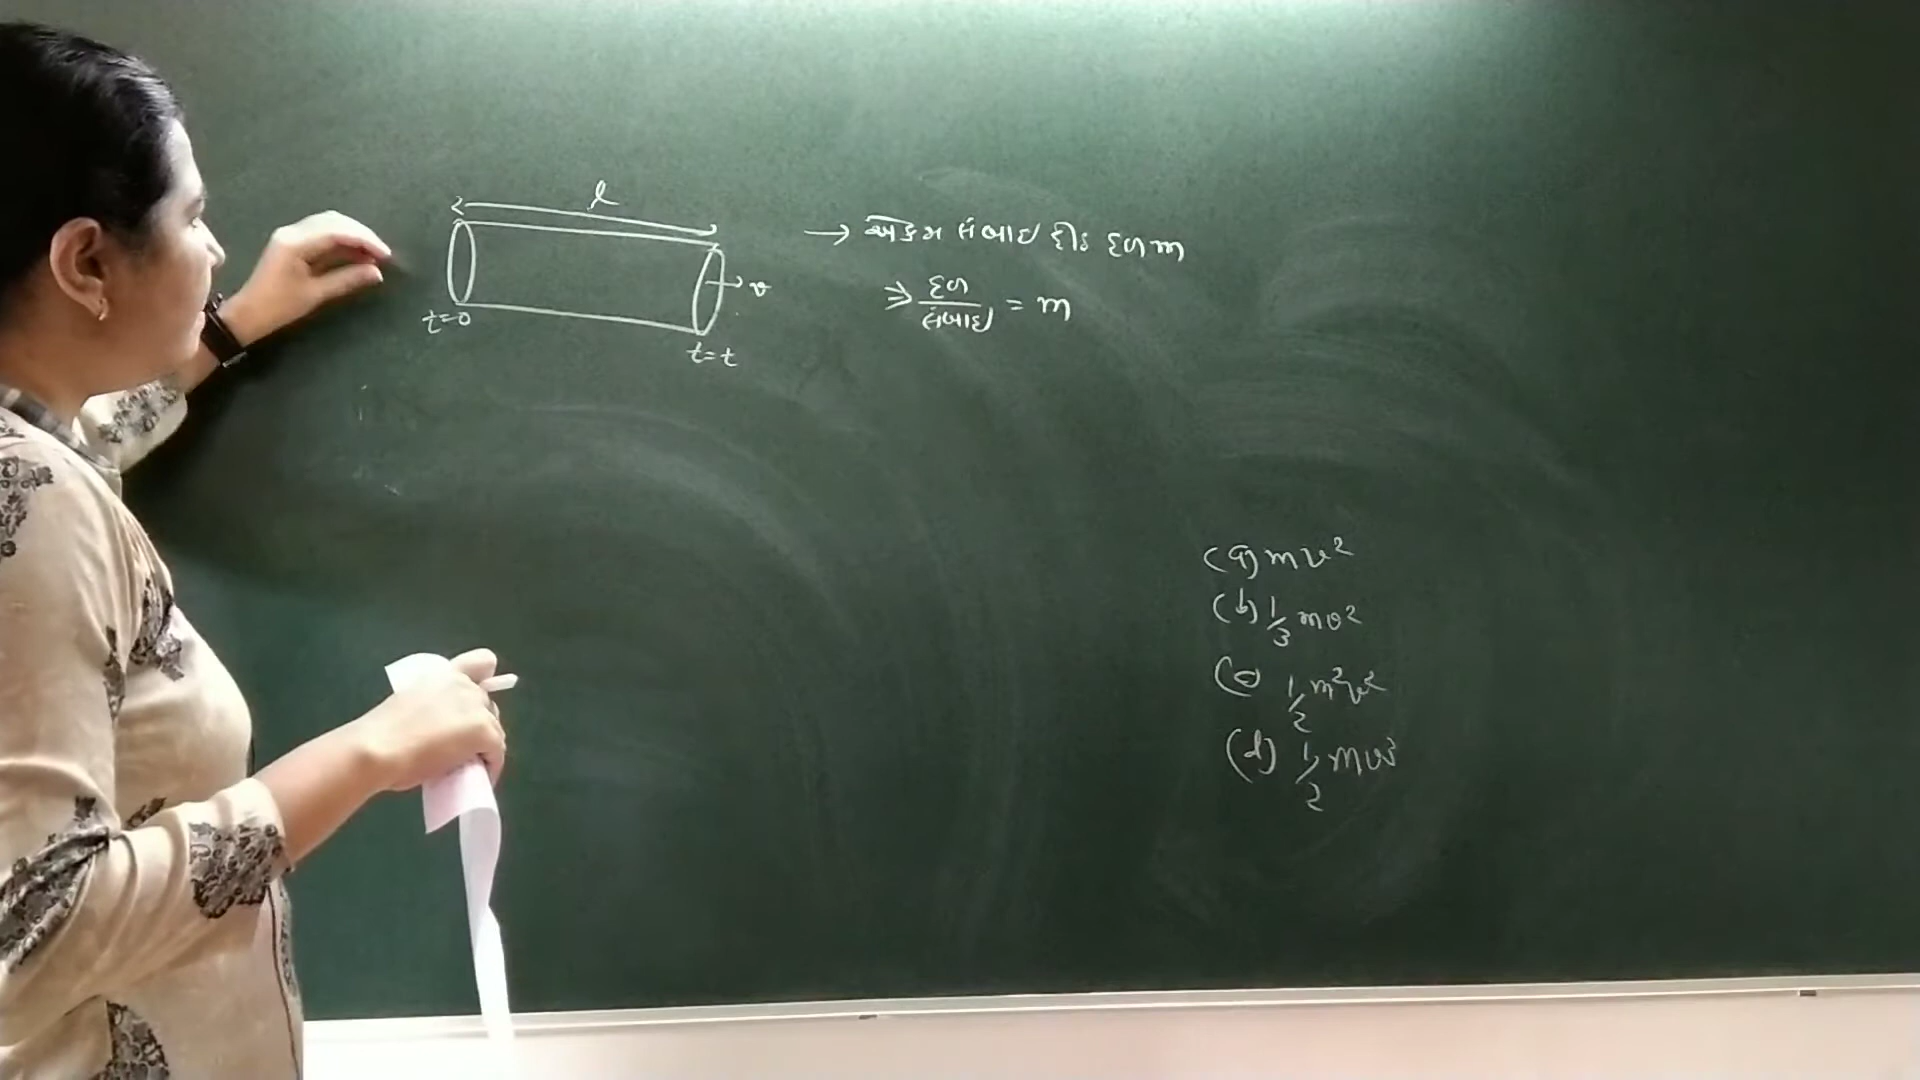 l
→ એકમ લંબાઈ દીઠ દળ m
→ v
⇒ દળ / લંબાઈ = m
t=0
t=t
(a) mv²
(b) 1/3 mv²
(c) 1/2 m²v²
(d) 1/2 mv³